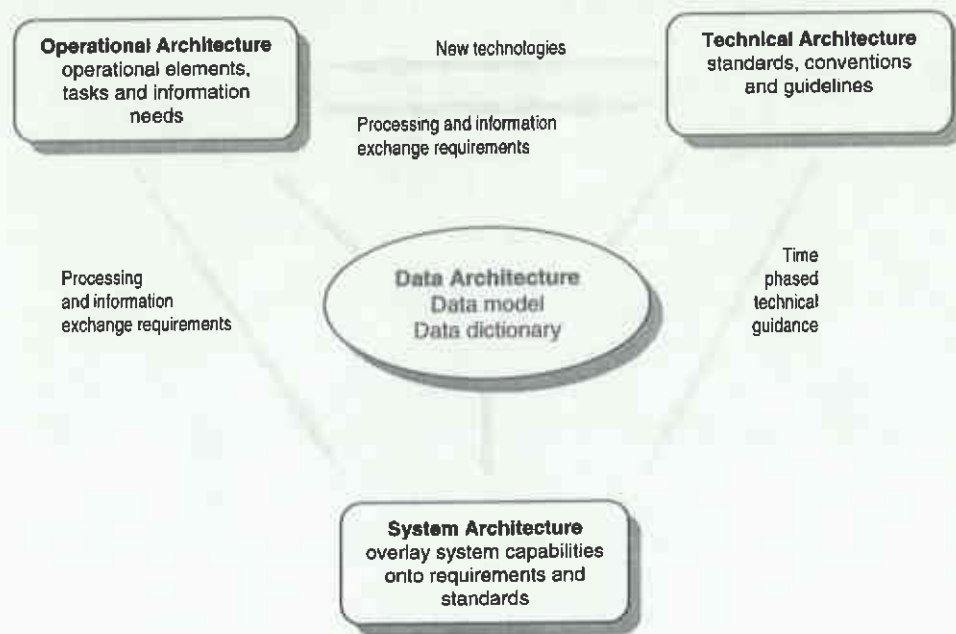 Operational Architecture
operational elements,
tasks and information
needs
New technologies
Technical Architecture
standards, conventions
and guidelines
Processing and information
exchange requirements
Processing
and information
exchange requirements
Data Architecture
Data model
Data dictionary
Time
phased
technical
guidance
System Architecture
overlay system capabilities
onto requirements and
standards